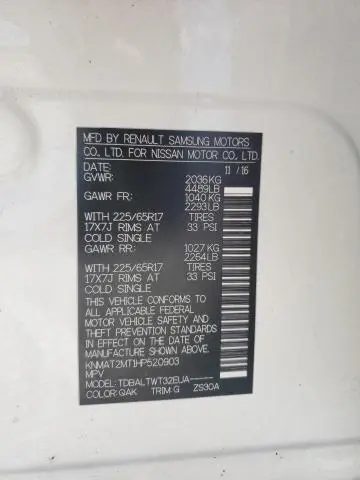 MFD BY RENAULT SAMSUNG MOTORS
CO., LTD. FOR NISSAN MOTOR CO., LTD.
DATE: 11 / 16
GVWR: 2036KG
4489LB
GAWR FR: 1040 KG
2293LB
WITH 225/65R17 TIRES
17X7J RIMS AT 33 PSI
COLD SINGLE
GAWR RR: 1027 KG
2264LB
WITH 225/65R17 TIRES
17X7J RIMS AT 33 PSI
COLD SINGLE
THIS VEHICLE CONFORMS TO
ALL APPLICABLE FEDERAL
MOTOR VEHICLE SAFETY AND
THEFT PREVENTION STANDARDS
IN EFFECT ON THE DATE OF
MANUFACTURE SHOWN ABOVE.
KNMAT2MT1HP520903
MPV
MODEL: TDBALTWT32EUA-----
COLOR: QAK TRIM: G ZS30A